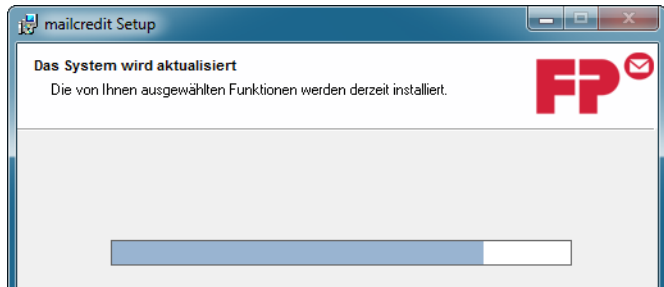 mailcredit Setup
Das System wird aktualisiert
Die von Ihnen ausgewählten Funktionen werden derzeit installiert.
FP